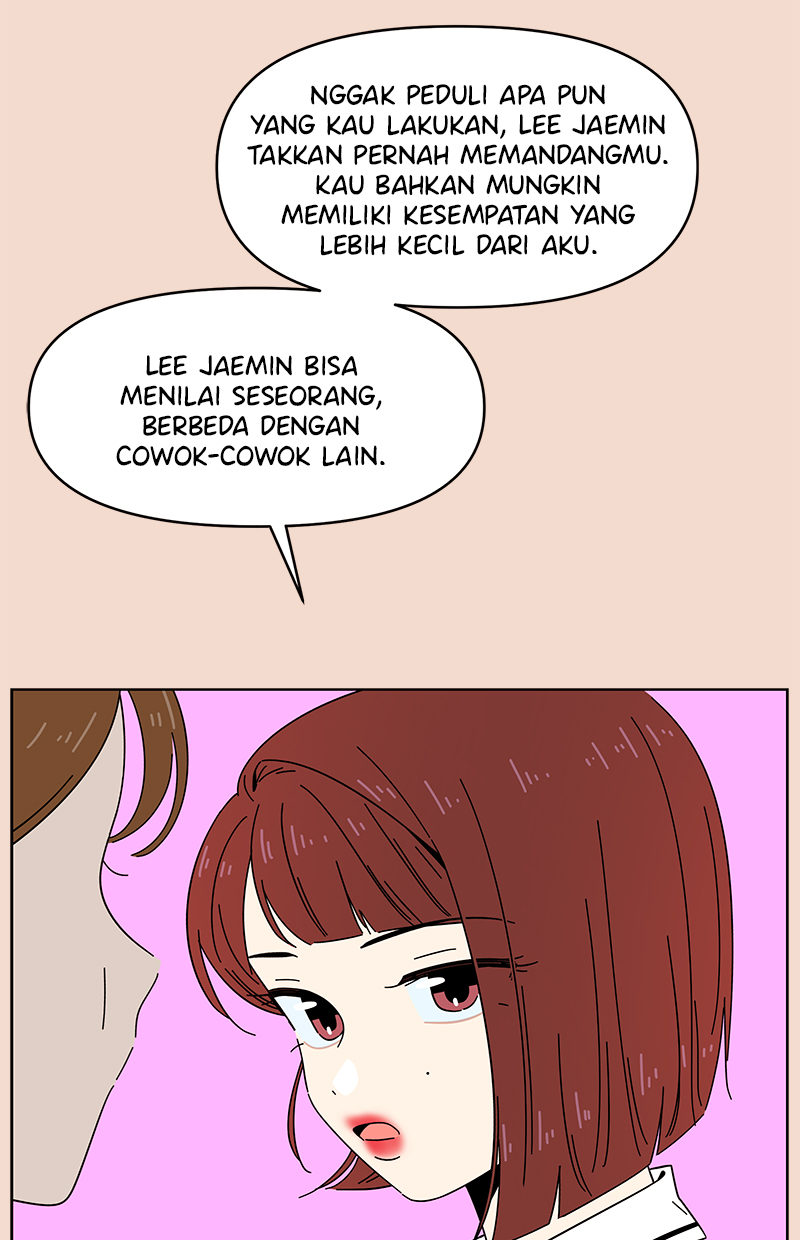 NGGAK PEDULI APA PUN
YANG KAU LAKUKAN, LEE JAEMIN
TAKKAN PERNAH MEMANDANGMU.
KAU BAHKAN MUNGKIN
MEMILIKI KESEMPATAN YANG
LEBIH KECIL DARI AKU.
LEE JAEMIN BISA
MENILAI SESEORANG,
BERBEDA DENGAN
COWOK-COWOK LAIN.